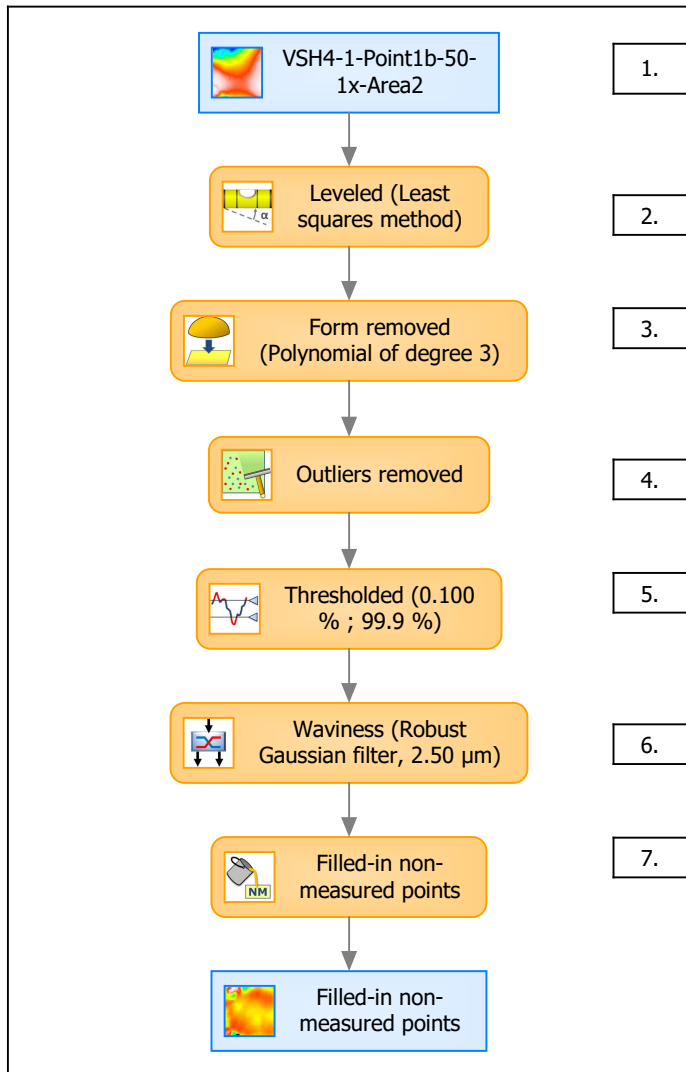 VSH4-1-Point1b-50-
1x-Area2
1.
α
Leveled (Least
squares method)
2.
Form removed
(Polynomial of degree 3)
3.
Outliers removed
4.
Thresholded (0.100
% ; 99.9 %)
5.
Waviness (Robust
Gaussian filter, 2.50 µm)
6.
NM
Filled-in non-
measured points
7.
Filled-in non-
measured points